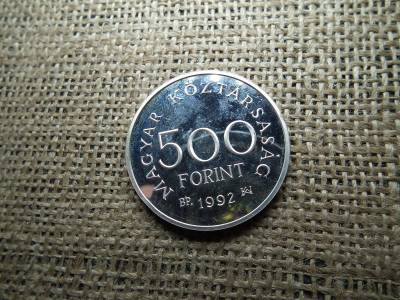 MAGYAR KÖZTÁRSASÁG
500
FORINT
BP. 1992